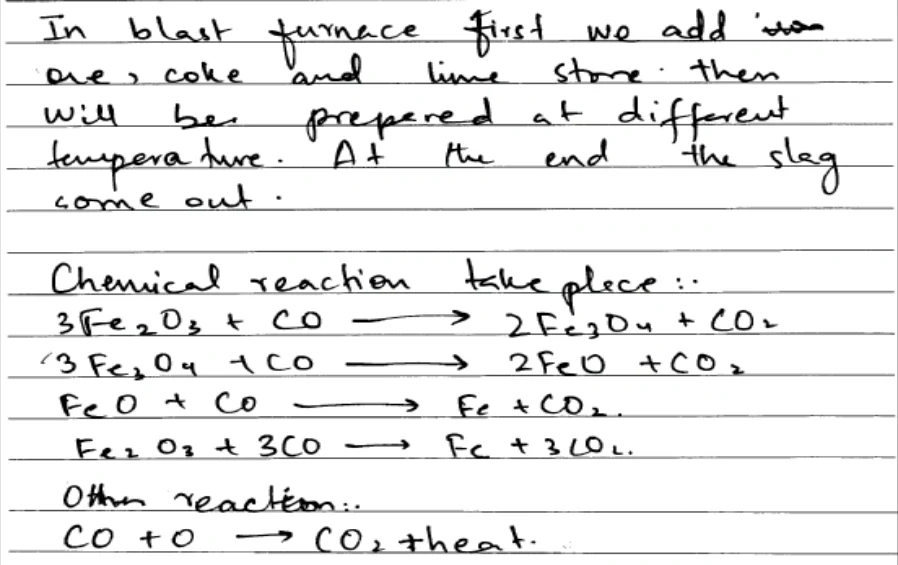 In blast furnace first we add iron
ore, coke and lime stone. then
will be prepered at different
temperature. At the end the slag
come out.
Chemical reaction take place :.
3Fe₂O₃ + CO → 2Fe₃O₄ + CO₂
3Fe₃O₄ + CO → 2FeO + CO₂
FeO + CO → Fe + CO₂.
Fe₂O₃ + 3CO → Fe + 3CO₂.
Other reaction :.
CO + O → CO₂ + heat.